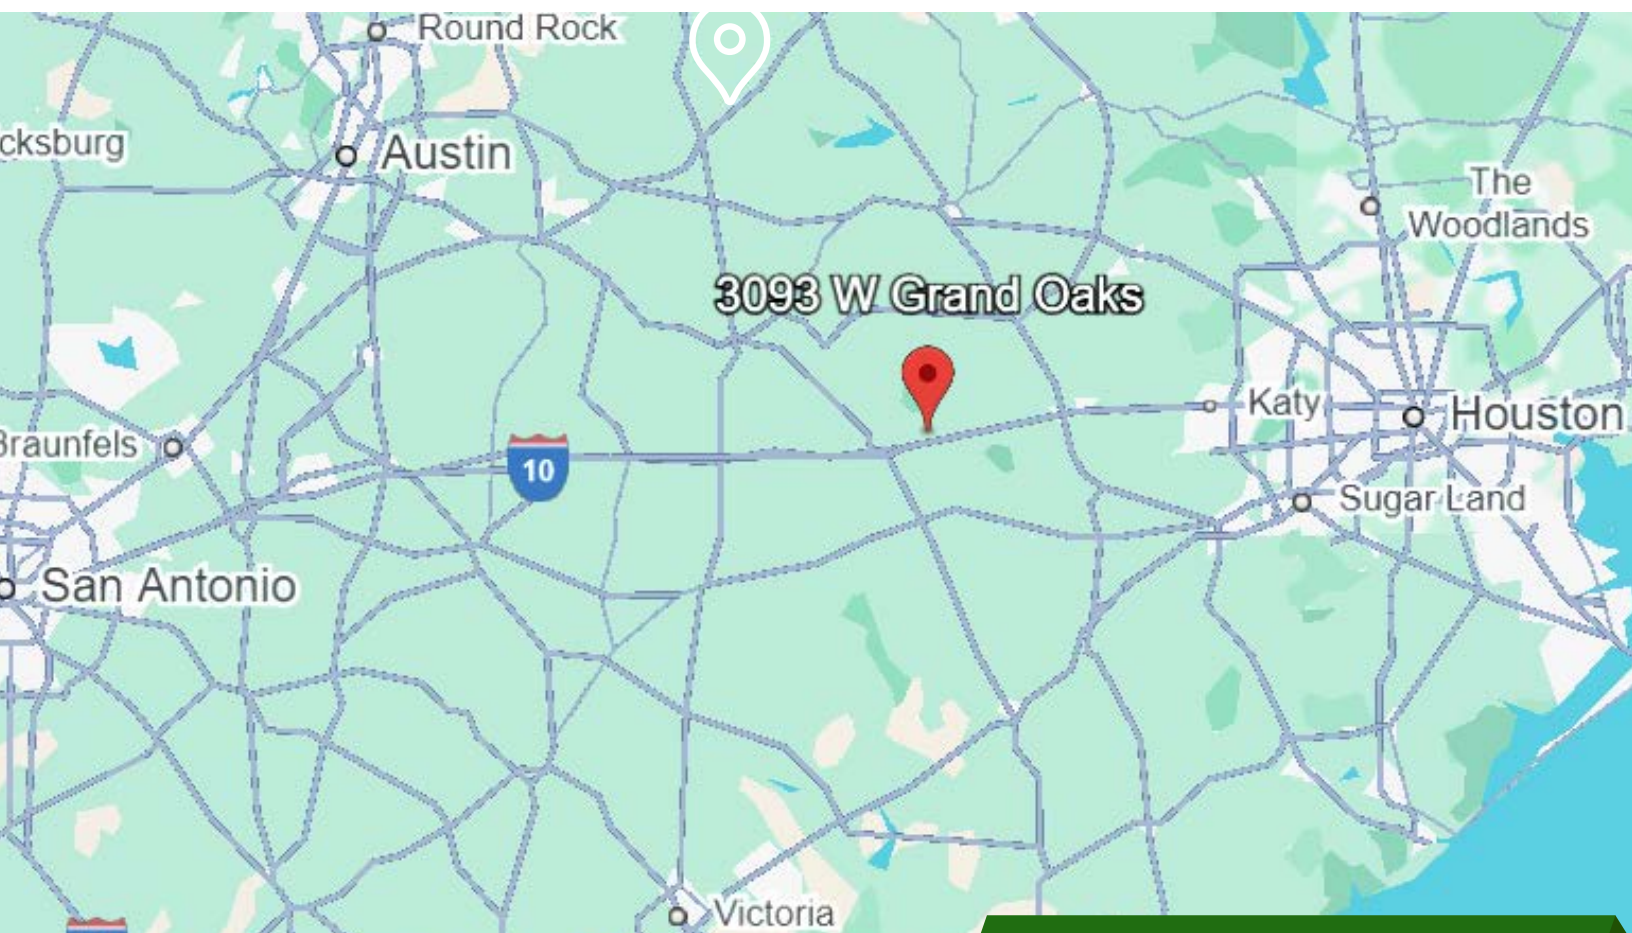 Round Rock
cksburg
Austin
The
Woodlands
3093 W Grand Oaks
Katy
Houston
Braunfels
10
Sugar Land
San Antonio
Victoria